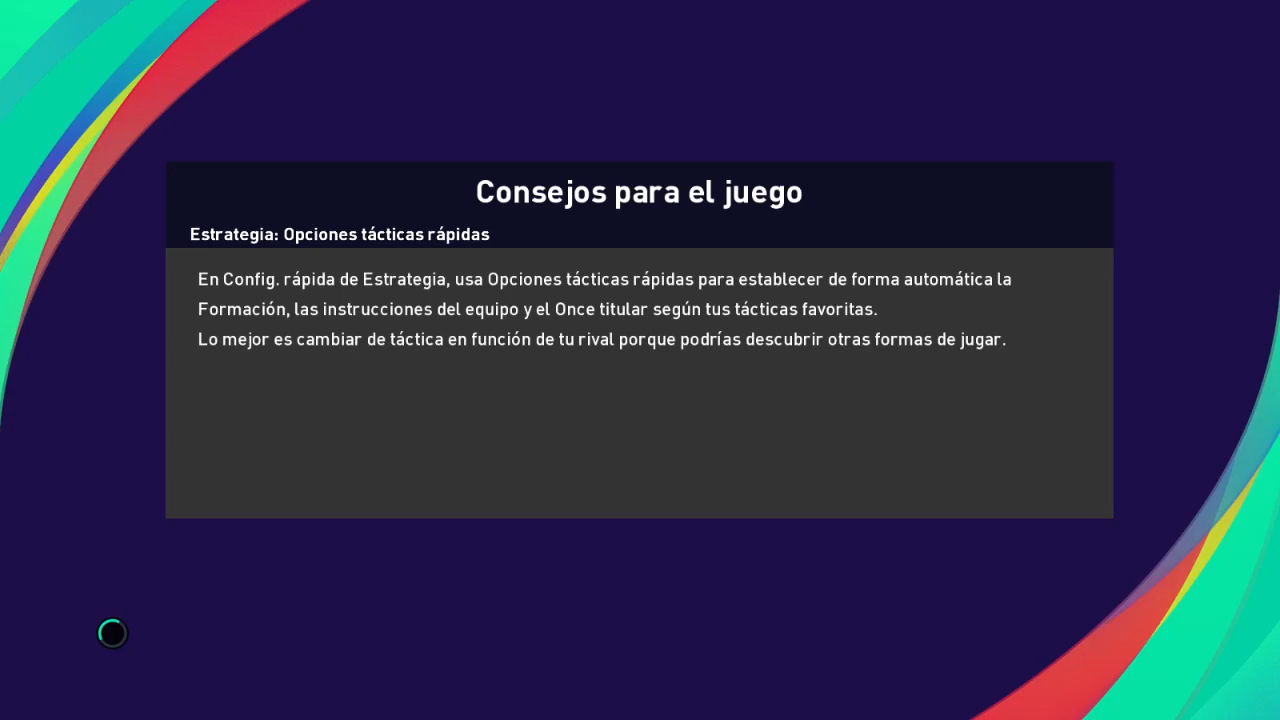 Consejos para el juego
Estrategia: Opciones tácticas rápidas
En Config. rápida de Estrategia, usa Opciones tácticas rápidas para establecer de forma automática la
Formación, las instrucciones del equipo y el Once titular según tus tácticas favoritas.
Lo mejor es cambiar de táctica en función de tu rival porque podrías descubrir otras formas de jugar.